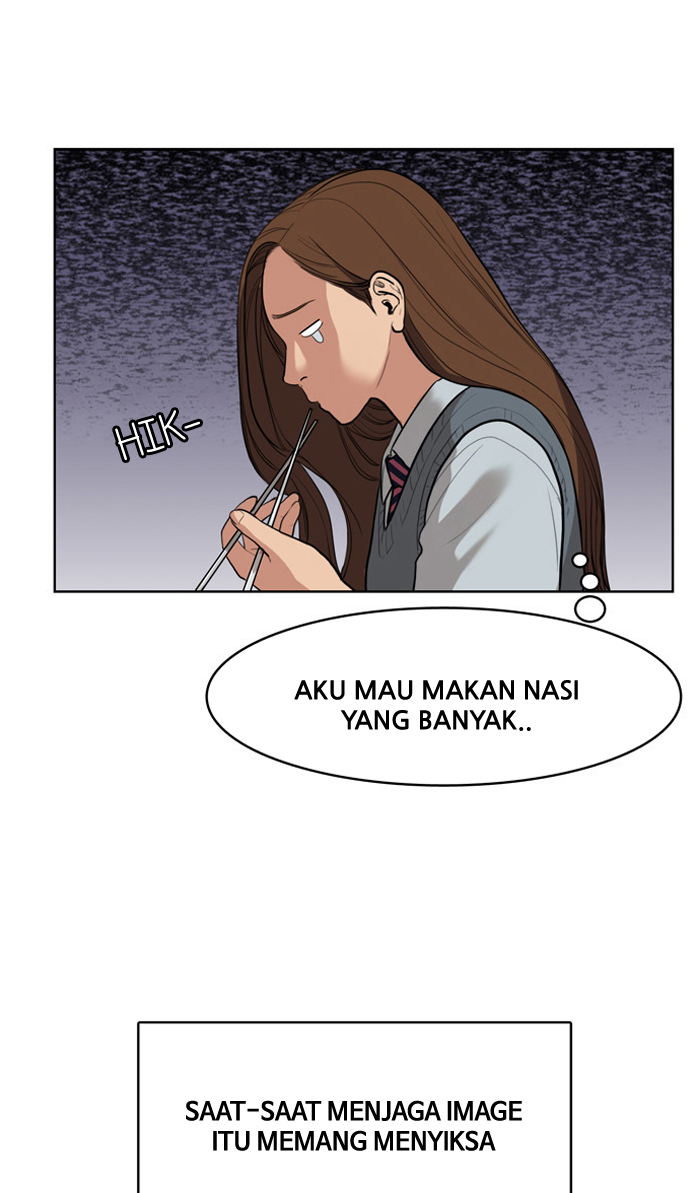 HIK-
AKU MAU MAKAN NASI
YANG BANYAK..
SAAT-SAAT MENJAGA IMAGE
ITU MEMANG MENYIKSA